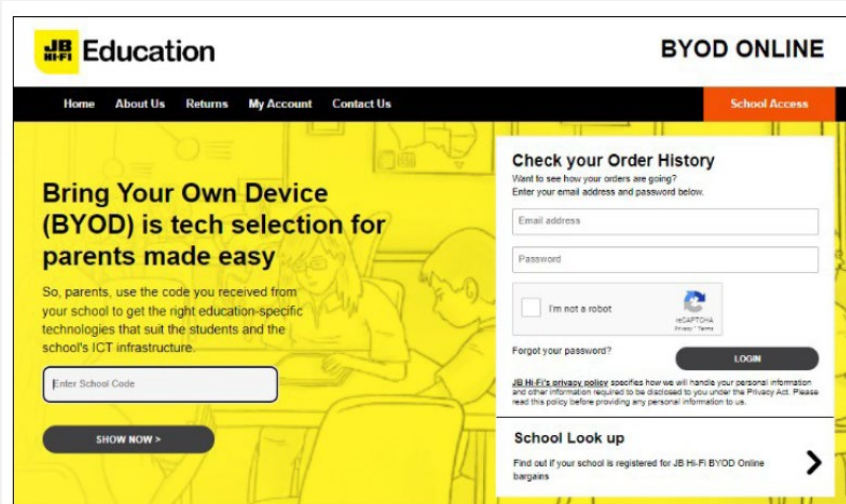 JB HI-FI Education
BYOD ONLINE
Home About Us Returns My Account Contact Us
School Access
Bring Your Own Device
(BYOD) is tech selection for
parents made easy
So, parents, use the code you received from
your school to get the right education-specific
technologies that suit the students and the
school's ICT infrastructure.
Enter School Code
SHOW NOW >
Check your Order History
Want to see how your orders are going?
Enter your email address and password below.
Email address
Password
I'm not a robot
reCAPTCHA
Privacy - Terms
Forgot your password?
LOGIN
JB Hi-Fi's privacy policy specifies how we will handle your personal information
and other information required to be disclosed to you under the Privacy Act. Please
read this policy before providing any personal information to us.
School Look up
Find out if your school is registered for JB Hi-Fi BYOD Online
bargains